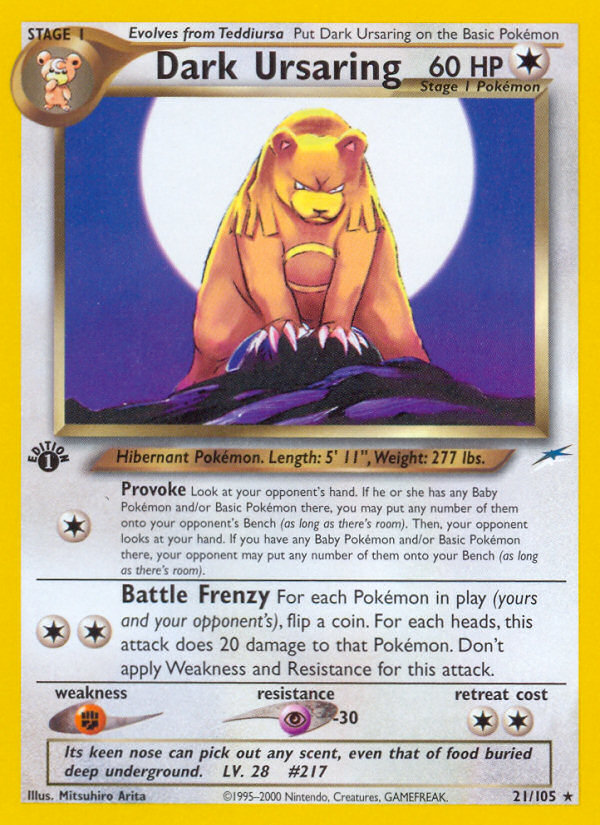 STAGE 1 Evolves from Teddiursa Put Dark Ursaring on the Basic Pokémon
Dark Ursaring 60 HP
Stage 1 Pokémon
EDITION
1
Hibernant Pokémon. Length: 5' 11", Weight: 277 lbs.
Provoke Look at your opponent's hand. If he or she has any Baby
Pokémon and/or Basic Pokémon there, you may put any number of them
onto your opponent's Bench (as long as there's room). Then, your opponent
looks at your hand. If you have any Baby Pokémon and/or Basic Pokémon
there, your opponent may put any number of them onto your Bench (as long
as there's room).
Battle Frenzy For each Pokémon in play (yours
and your opponent's), flip a coin. For each heads, this
attack does 20 damage to that Pokémon. Don't
apply Weakness and Resistance for this attack.
weakness resistance retreat cost
-30
Its keen nose can pick out any scent, even that of food buried
deep underground. LV. 28 #217
Illus. Mitsuhiro Arita ©1995-2000 Nintendo, Creatures, GAMEFREAK. 21/105 ★